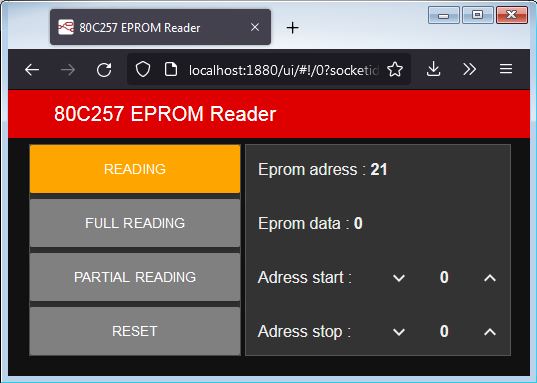 80C257 EPROM Reader
localhost:1880/ui/#!/0?socketid
80C257 EPROM Reader
READING
FULL READING
PARTIAL READING
RESET
Eprom adress : 21
Eprom data : 0
Adress start : 0
Adress stop : 0